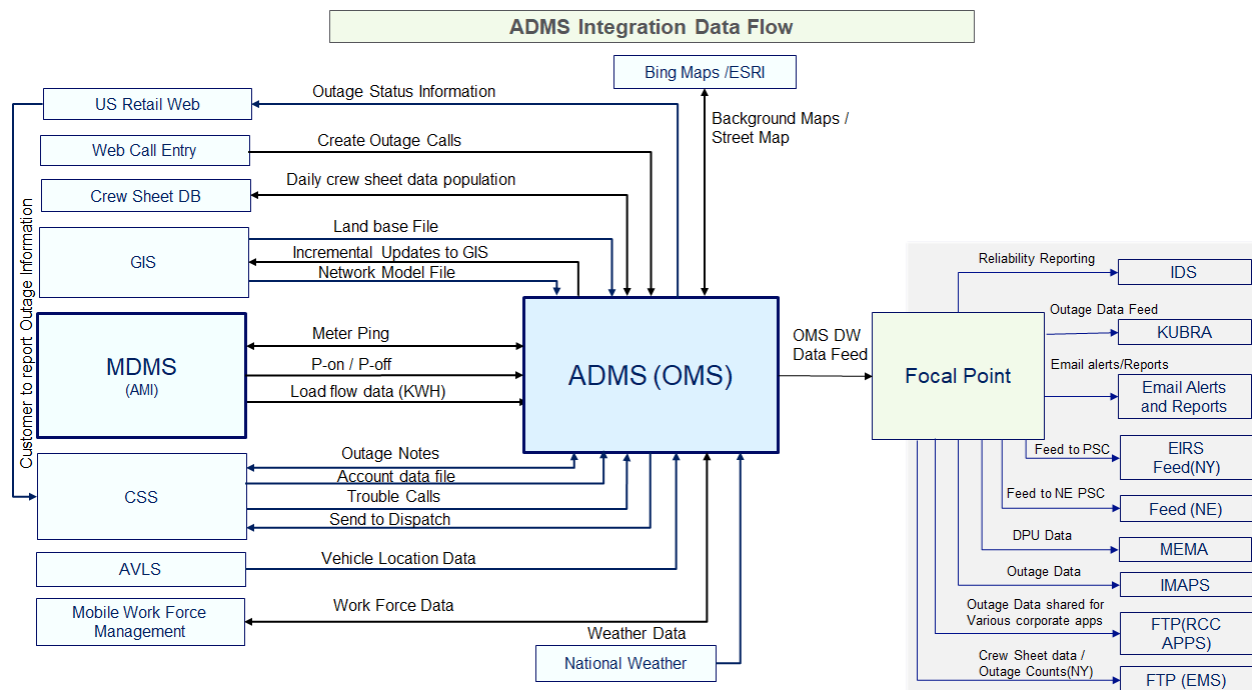 ADMS Integration Data Flow
Bing Maps /ESRI
US Retail Web
Outage Status Information
Background Maps /
Street Map
Web Call Entry
Create Outage Calls
Crew Sheet DB
Daily crew sheet data population
Customer to report Outage Information
GIS
Land base File
Incremental Updates to GIS
Network Model File
MDMS
(AMI)
Meter Ping
P-on / P-off
Load flow data (KWH)
ADMS (OMS)
OMS DW
Data Feed
Focal Point
CSS
Outage Notes
Account data file
Trouble Calls
Send to Dispatch
AVLS
Vehicle Location Data
Mobile Work Force
Management
Work Force Data
Weather Data
National Weather
Reliability Reporting
IDS
Outage Data Feed
KUBRA
Email alerts/Reports
Email Alerts
and Reports
Feed to PSC
EIRS
Feed(NY)
Feed to NE PSC
Feed (NE)
DPU Data
MEMA
Outage Data
IMAPS
Outage Data shared for
Various corporate apps
FTP(RCC
APPS)
Crew Sheet data /
Outage Counts(NY)
FTP (EMS)